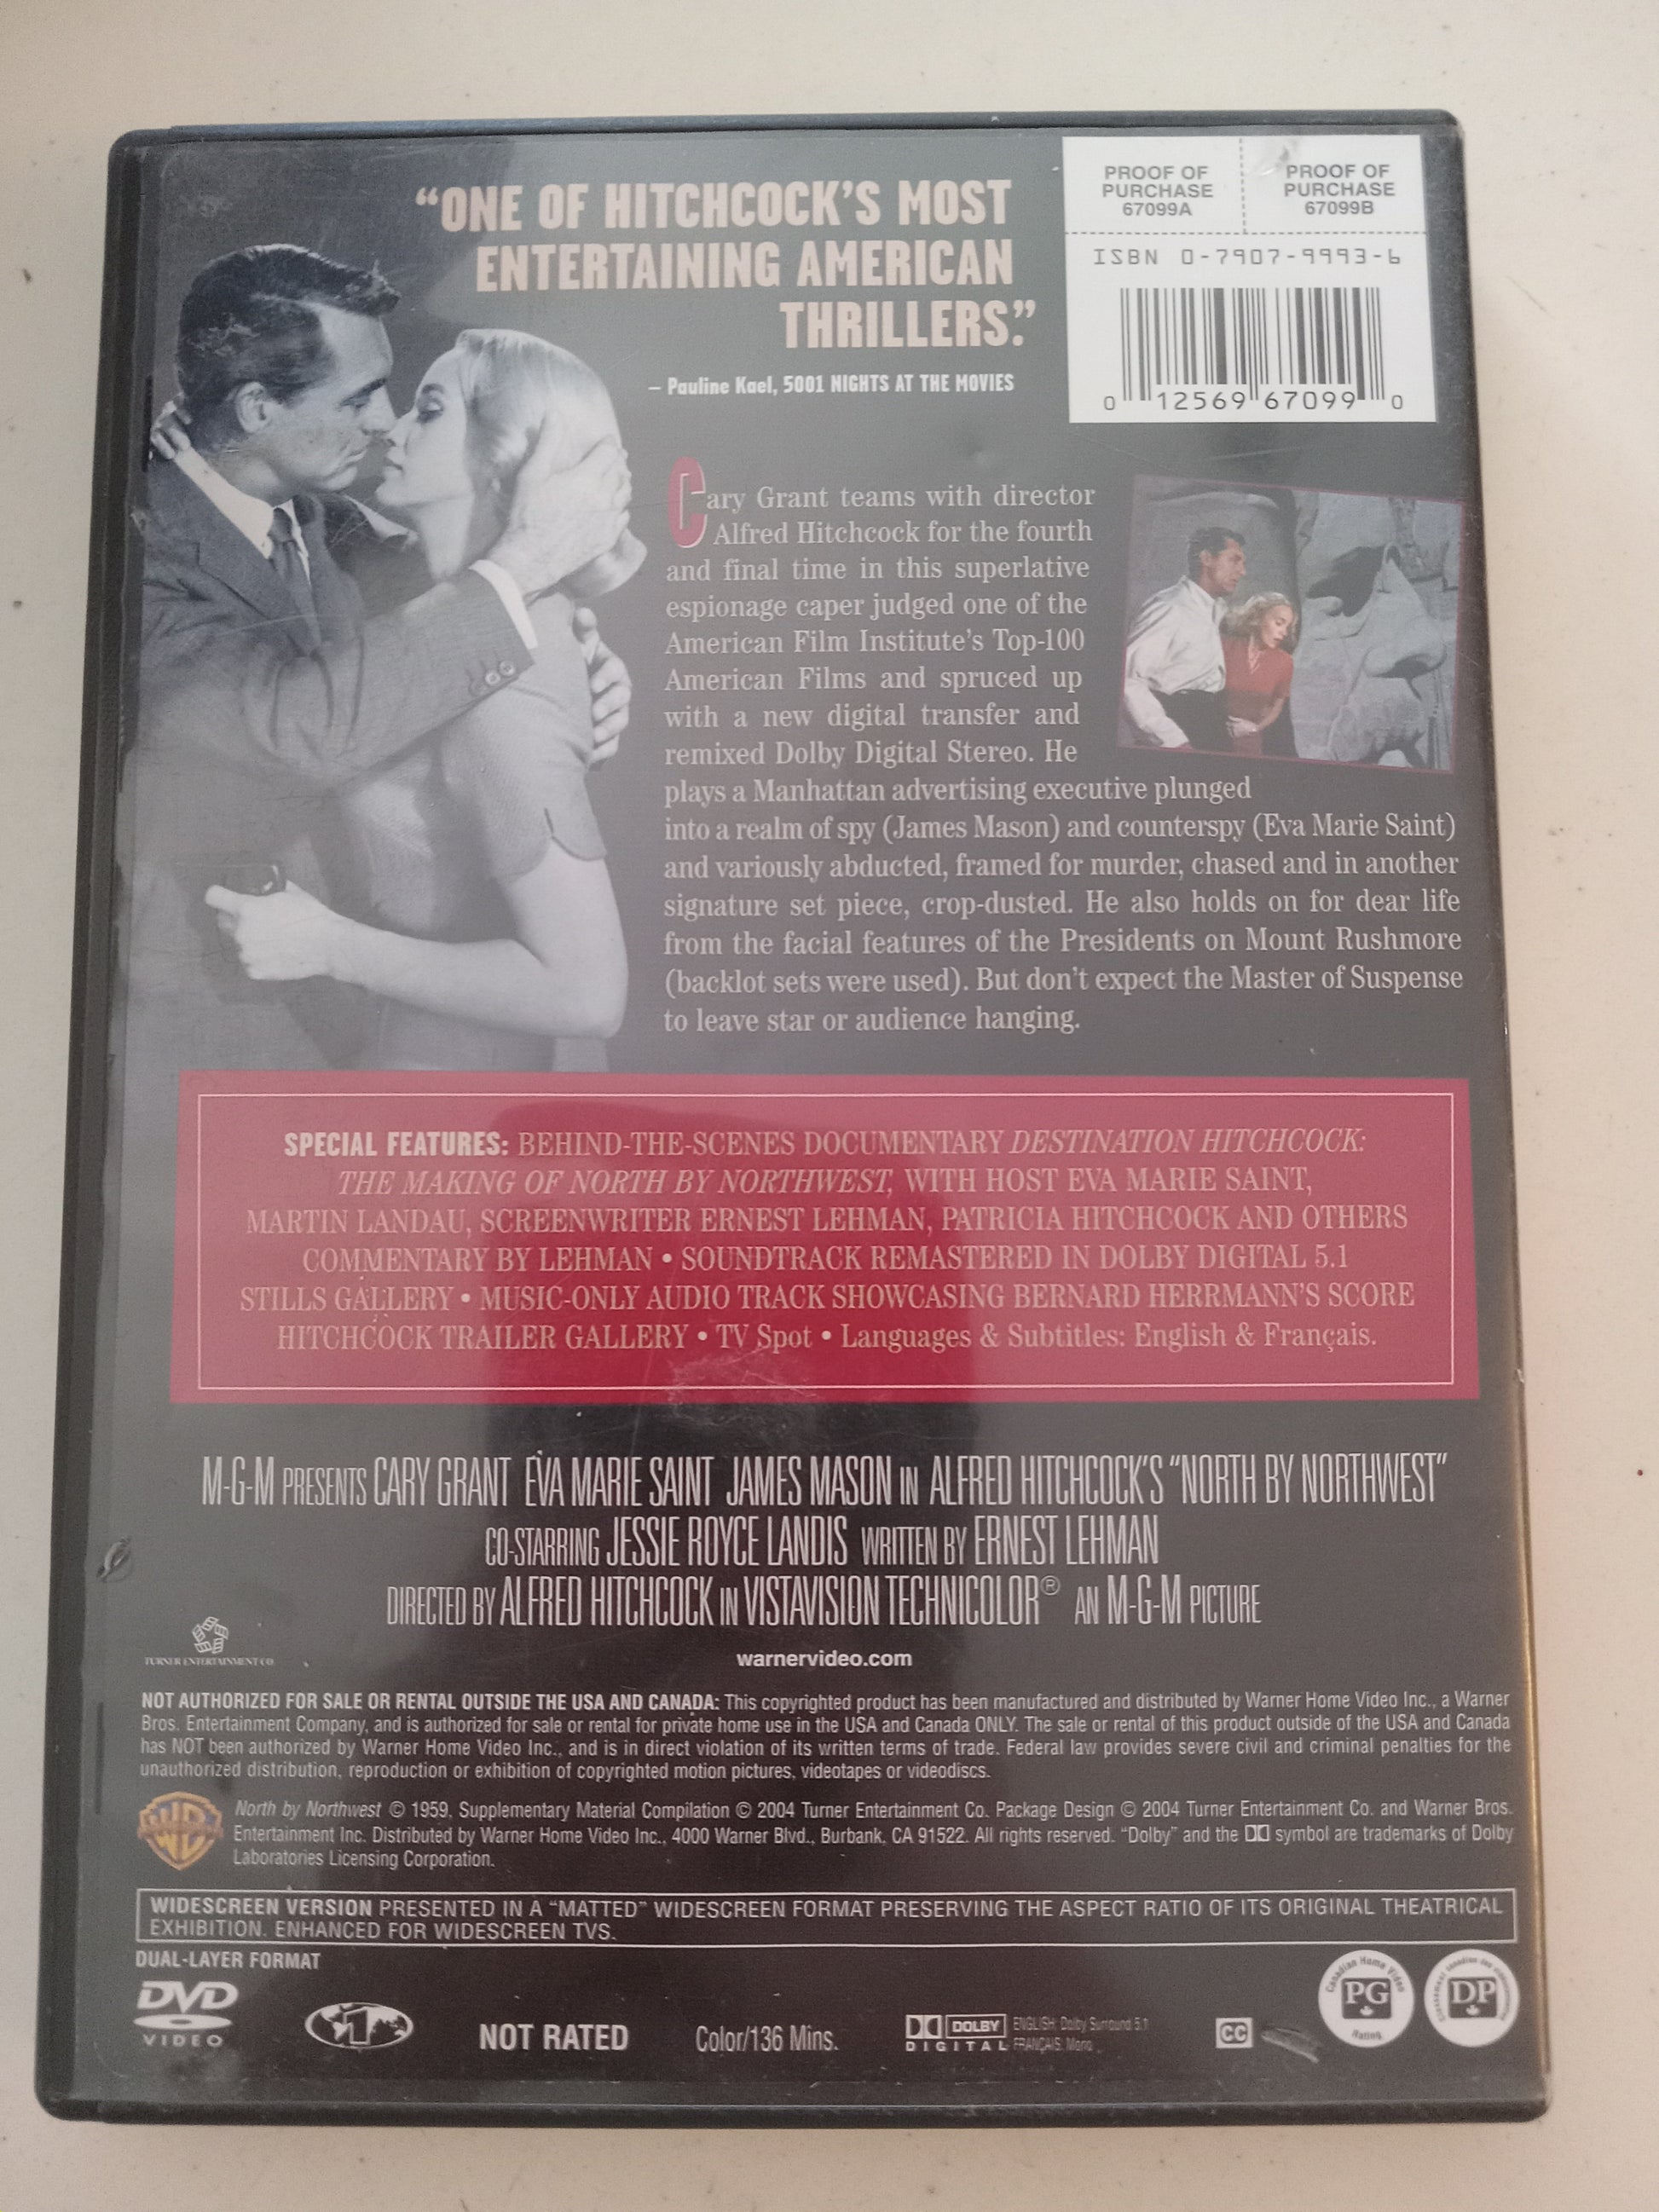 “ONE OF HITCHCOCK’S MOST
ENTERTAINING AMERICAN
THRILLERS.”
– Pauline Kael, 5001 NIGHTS AT THE MOVIES
PROOF OF
PURCHASE
67099A
PROOF OF
PURCHASE
67099B
ISBN 0-7907-9993-6
0 12569 67099 0
Cary Grant teams with director
Alfred Hitchcock for the fourth
and final time in this superlative
espionage caper judged one of the
American Film Institute’s Top-100
American Films and spruced up
with a new digital transfer and
remixed Dolby Digital Stereo. He
plays a Manhattan advertising executive plunged
into a realm of spy (James Mason) and counterspy (Eva Marie Saint)
and variously abducted, framed for murder, chased and in another
signature set piece, crop-dusted. He also holds on for dear life
from the facial features of the Presidents on Mount Rushmore
(backlot sets were used). But don’t expect the Master of Suspense
to leave star or audience hanging.
SPECIAL FEATURES: BEHIND-THE-SCENES DOCUMENTARY DESTINATION HITCHCOCK:
THE MAKING OF NORTH BY NORTHWEST, WITH HOST EVA MARIE SAINT,
MARTIN LANDAU, SCREENWRITER ERNEST LEHMAN, PATRICIA HITCHCOCK AND OTHERS
COMMENTARY BY LEHMAN • SOUNDTRACK REMASTERED IN DOLBY DIGITAL 5.1
STILLS GALLERY • MUSIC-ONLY AUDIO TRACK SHOWCASING BERNARD HERRMANN’S SCORE
HITCHCOCK TRAILER GALLERY • TV Spot • Languages & Subtitles: English & Français.
M-G-M PRESENTS CARY GRANT EVA MARIE SAINT JAMES MASON IN ALFRED HITCHCOCK’S “NORTH BY NORTHWEST”
CO-STARRING JESSIE ROYCE LANDIS WRITTEN BY ERNEST LEHMAN
DIRECTED BY ALFRED HITCHCOCK IN VISTAVISION TECHNICOLOR® AN M-G-M PICTURE
TURNER ENTERTAINMENT CO.
warnervideo.com
NOT AUTHORIZED FOR SALE OR RENTAL OUTSIDE THE USA AND CANADA: This copyrighted product has been manufactured and distributed by Warner Home Video Inc., a Warner
Bros. Entertainment Company, and is authorized for sale or rental for private home use in the USA and Canada ONLY. The sale or rental of this product outside of the USA and Canada
has NOT been authorized by Warner Home Video Inc., and is in direct violation of its written terms of trade. Federal law provides severe civil and criminal penalties for the
unauthorized distribution, reproduction or exhibition of copyrighted motion pictures, videotapes or videodiscs.
WB
North by Northwest © 1959, Supplementary Material Compilation © 2004 Turner Entertainment Co. Package Design © 2004 Turner Entertainment Co. and Warner Bros.
Entertainment Inc. Distributed by Warner Home Video Inc., 4000 Warner Blvd., Burbank, CA 91522. All rights reserved. “Dolby” and the symbol are trademarks of Dolby
Laboratories Licensing Corporation.
WIDESCREEN VERSION PRESENTED IN A “MATTED” WIDESCREEN FORMAT PRESERVING THE ASPECT RATIO OF ITS ORIGINAL THEATRICAL
EXHIBITION. ENHANCED FOR WIDESCREEN TVS.
DUAL-LAYER FORMAT
DVD
VIDEO
1
NOT RATED
Color/136 Mins.
DOLBY
DIGITAL
ENGLISH: Dolby Surround 5.1
FRANÇAIS: Mono
CC
Canadian Home Video
PG
Rating
DP